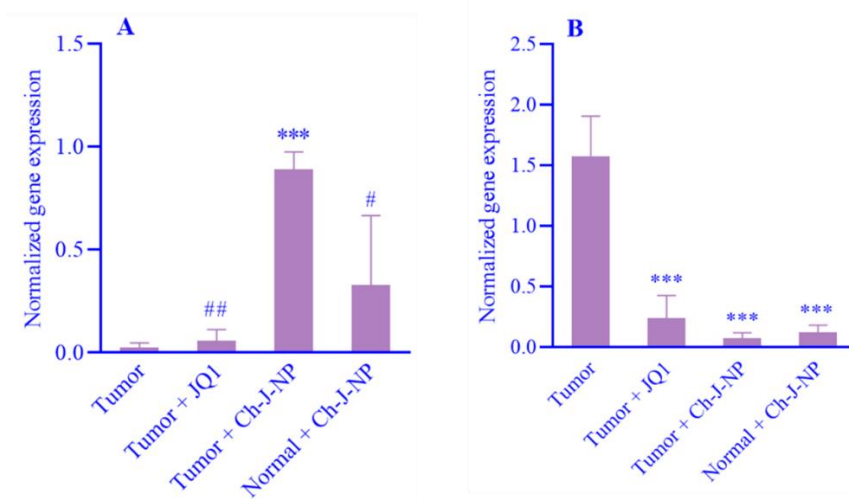 A
Normalized gene expression
1.5
1.0
0.5
0.0
##
***
#
Tumor
Tumor + JQ1
Tumor + Ch-J-NP
Normal + Ch-J-NP
B
Normalized gene expression
2.5
2.0
1.5
1.0
0.5
0.0
***
***
***
Tumor
Tumor + JQ1
Tumor + Ch-J-NP
Normal + Ch-J-NP